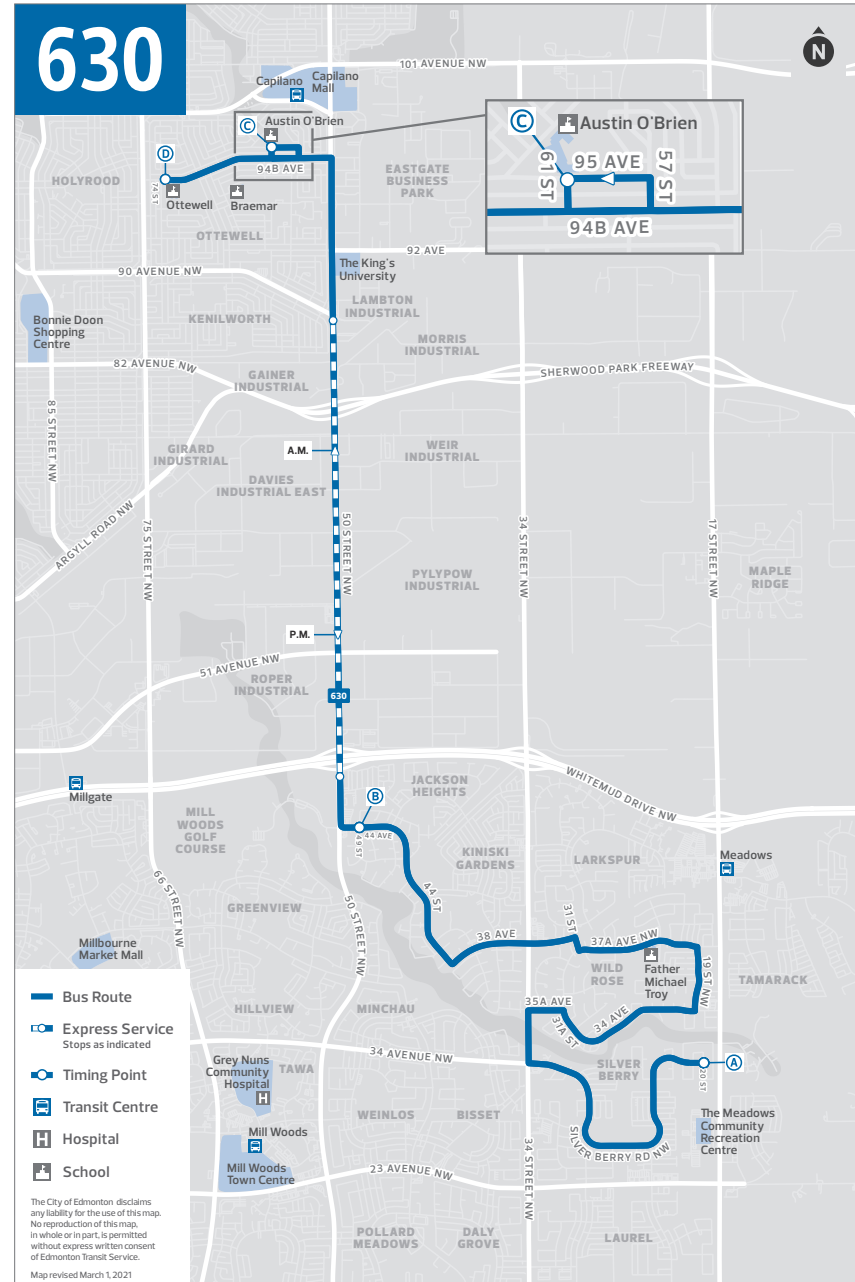 630
N
101 AVENUE NW
Capilano
Capilano
Mall
C
Austin O'Brien
94B AVE
D
74 ST
HOLYROOD
Ottewell
Braemar
OTTEWELL
EASTGATE
BUSINESS
PARK
C
Austin O'Brien
61 ST
95 AVE
57 ST
94B AVE
92 AVE
The King's
University
90 AVENUE NW
LAMBTON
INDUSTRIAL
Bonnie Doon
Shopping
Centre
KENILWORTH
MORRIS
INDUSTRIAL
82 AVENUE NW
GAINER
INDUSTRIAL
SHERWOOD PARK FREEWAY
85 STREET NW
GIRARD
INDUSTRIAL
A.M.
WEIR
INDUSTRIAL
DAVIES
INDUSTRIAL EAST
ARGYLL ROAD NW
75 STREET NW
50 STREET NW
34 STREET NW
17 STREET NW
PYLYPOW
INDUSTRIAL
MAPLE
RIDGE
P.M.
51 AVENUE NW
ROPER
INDUSTRIAL
630
Millgate
JACKSON
HEIGHTS
WHITEMUD DRIVE NW
B
MILL
WOODS
GOLF
COURSE
49 ST
44 AVE
KINISKI
GARDENS
LARKSPUR
Meadows
66 STREET NW
44 ST
GREENVIEW
50 STREET NW
31 ST
38 AVE
37A AVE NW
Millbourne
Market Mall
WILD
ROSE
Father
Michael
Troy
19 ST NW
TAMARACK
35A AVE
31A ST
34 AVE
HILLVIEW
MINCHAU
34 AVENUE NW
Grey Nuns
Community
Hospital
TAWA
SILVER
BERRY
A
20 ST
WEINLOS
BISSET
The Meadows
Community
Recreation
Centre
Mill Woods
Mill Woods
Town Centre
SILVER BERRY RD NW
34 STREET NW
23 AVENUE NW
POLLARD
MEADOWS
DALY
GROVE
LAUREL
Bus Route
Express Service
Stops as indicated
Timing Point
Transit Centre
H Hospital
School
The City of Edmonton disclaims
any liability for the use of this map.
No reproduction of this map,
in whole or in part, is permitted
without express written consent
of Edmonton Transit Service.
Map revised March 1, 2021